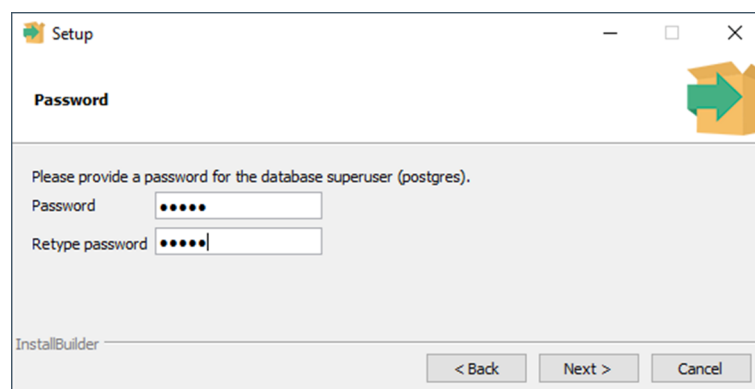 Setup
Password
Please provide a password for the database superuser (postgres).
Password •••••
Retype password •••••
InstallBuilder
< Back Next > Cancel